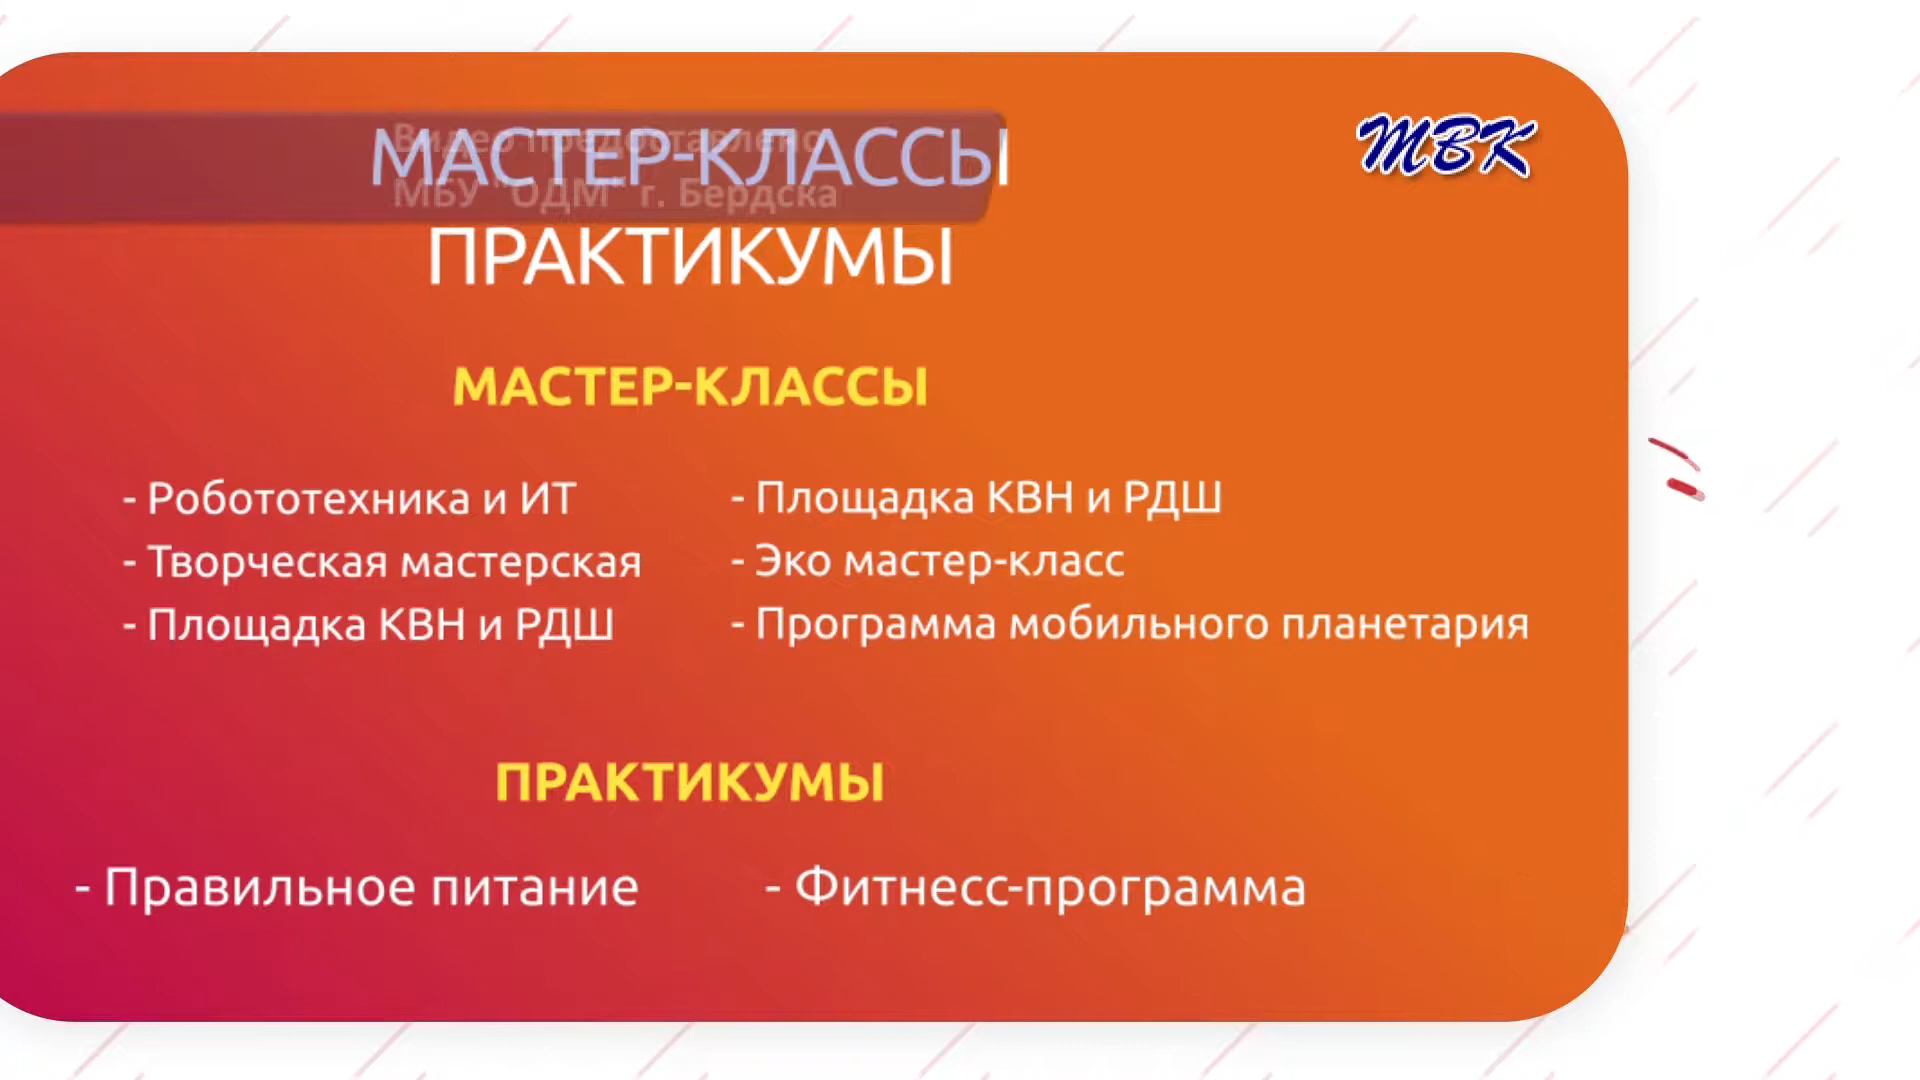 МВК
Видео предоставлено
МБУ "ОДМ" г. Бердска
МАСТЕР-КЛАССЫ
ПРАКТИКУМЫ
МАСТЕР-КЛАССЫ
- Робототехника и ИТ
- Творческая мастерская
- Площадка КВН и РДШ
- Площадка КВН и РДШ
- Эко мастер-класс
- Программа мобильного планетария
ПРАКТИКУМЫ
- Правильное питание
- Фитнесс-программа